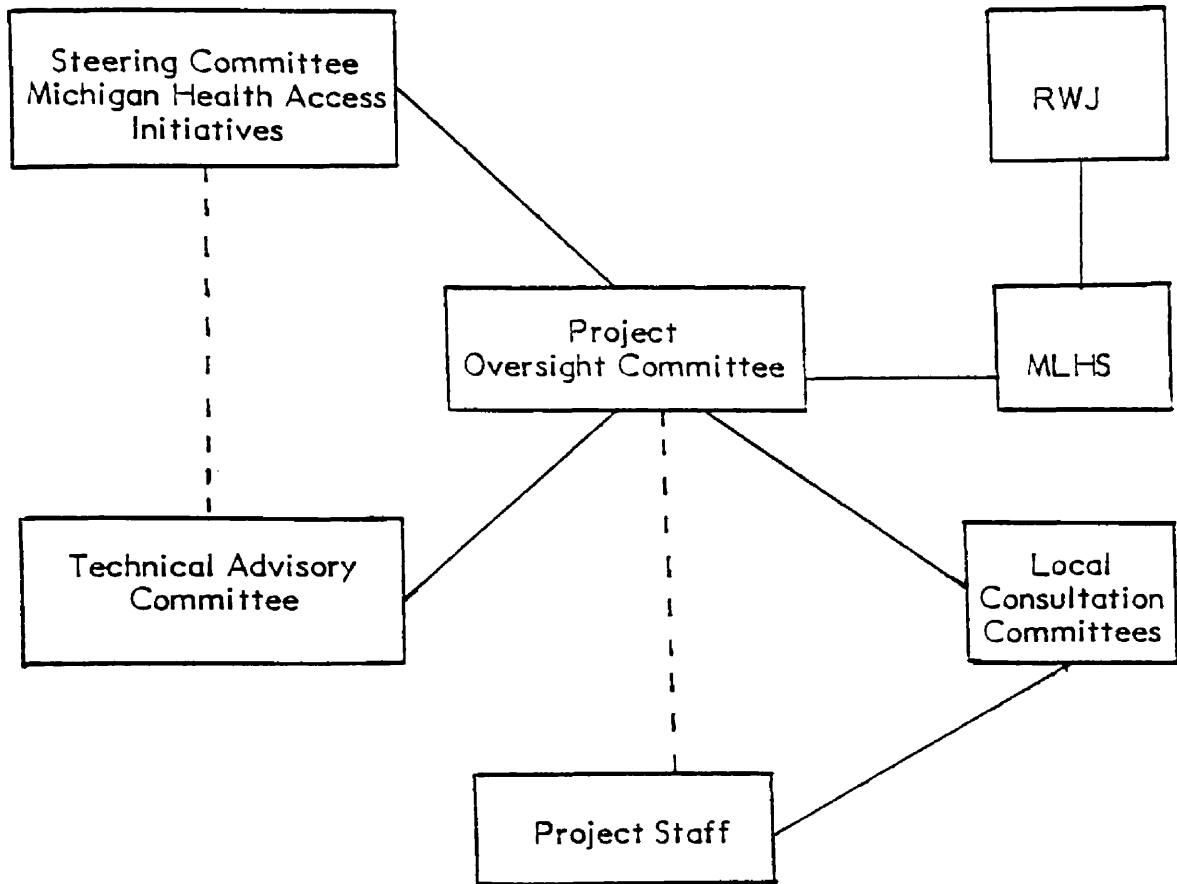 Steering Committee
Michigan Health Access
Initiatives
RWJ
Project
Oversight Committee
MLHS
Technical Advisory
Committee
Local
Consultation
Committees
Project Staff